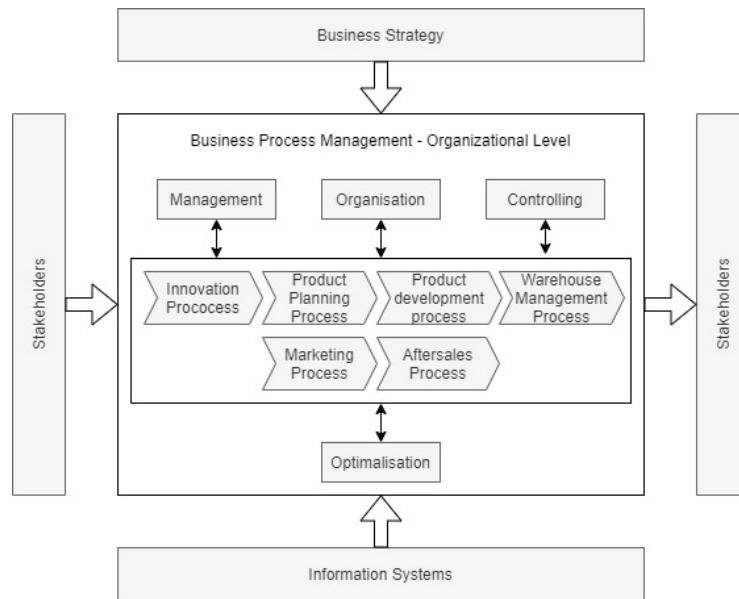 Business Strategy
Business Process Management - Organizational Level
Management
Organisation
Controlling
Stakeholders
Innovation
Prococess
Product
Planning
Process
Product
development
process
Warehouse
Management
Process
Marketing
Process
Aftersales
Process
Stakeholders
Optimalisation
Information Systems